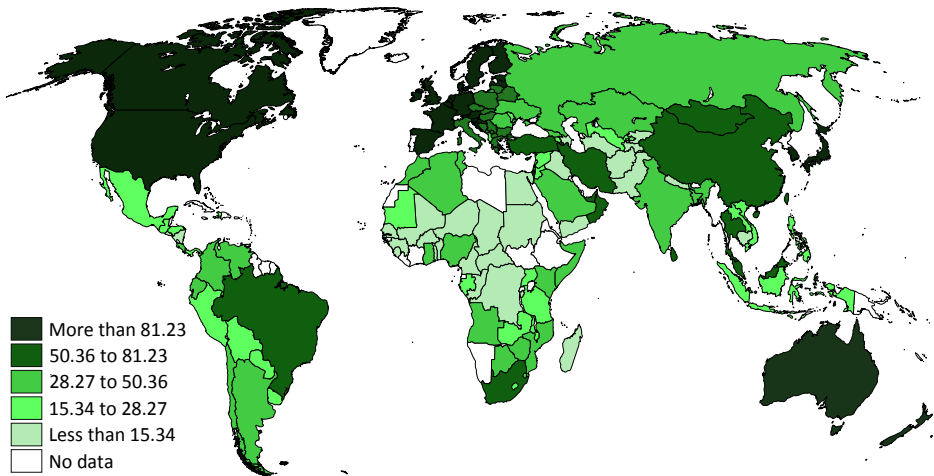 More than 81.23
50.36 to 81.23
28.27 to 50.36
15.34 to 28.27
Less than 15.34
No data